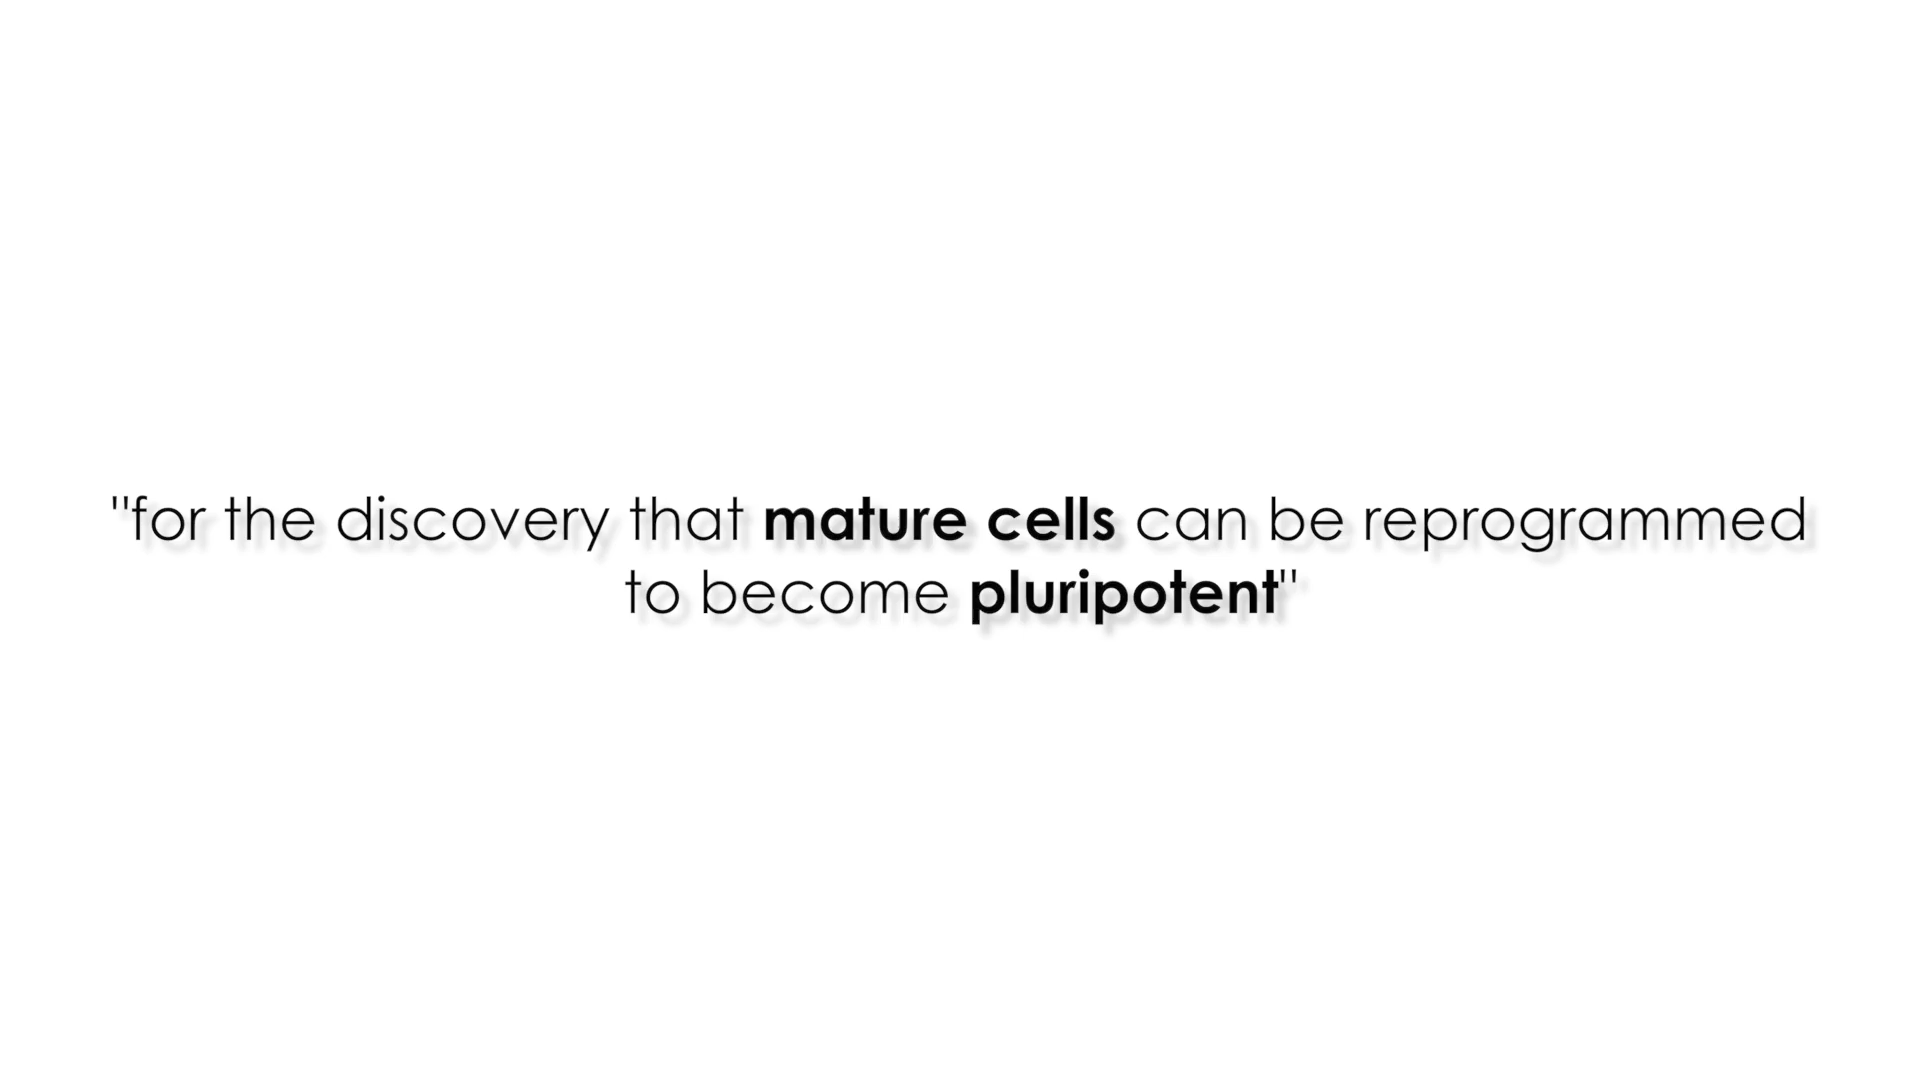 "for the discovery that mature cells can be reprogrammed
to become pluripotent"